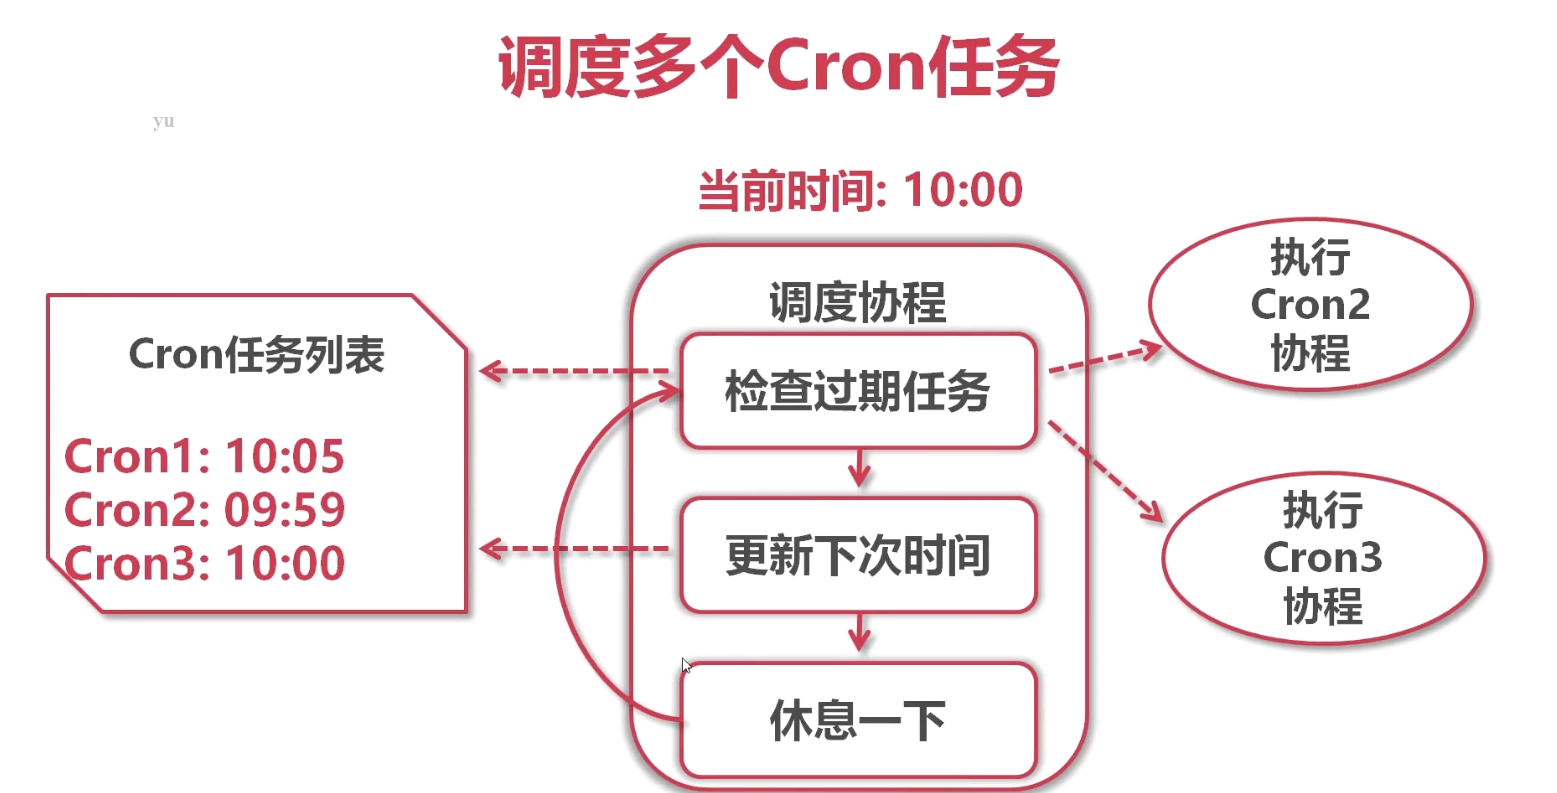 调度多个Cron任务
yu
当前时间: 10:00
Cron任务列表
Cron1: 10:05
Cron2: 09:59
Cron3: 10:00
调度协程
检查过期任务
更新下次时间
休息一下
执行
Cron2
协程
执行
Cron3
协程